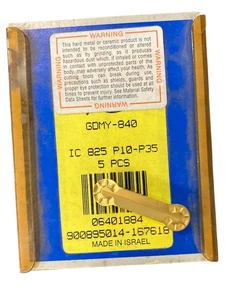 WARNING
This hard metal or ceramic product is not
intended to be reconditioned or altered
such as by grinding, as it produces
hazardous dust which, if inhaled or comes
in contact with unprotected parts of the
body, may adversely affect your health. As
cutting tools can break during use,
precautions such as shields, guards and
proper eye protection should be used at all
times to prevent injury. See Material Safety
Data Sheets for further information.
WARNING
WARNING
WARNING
GDMY-840
IC 825 P10-P35
5 PCS
06401884
900895014-167618
MADE IN ISRAEL